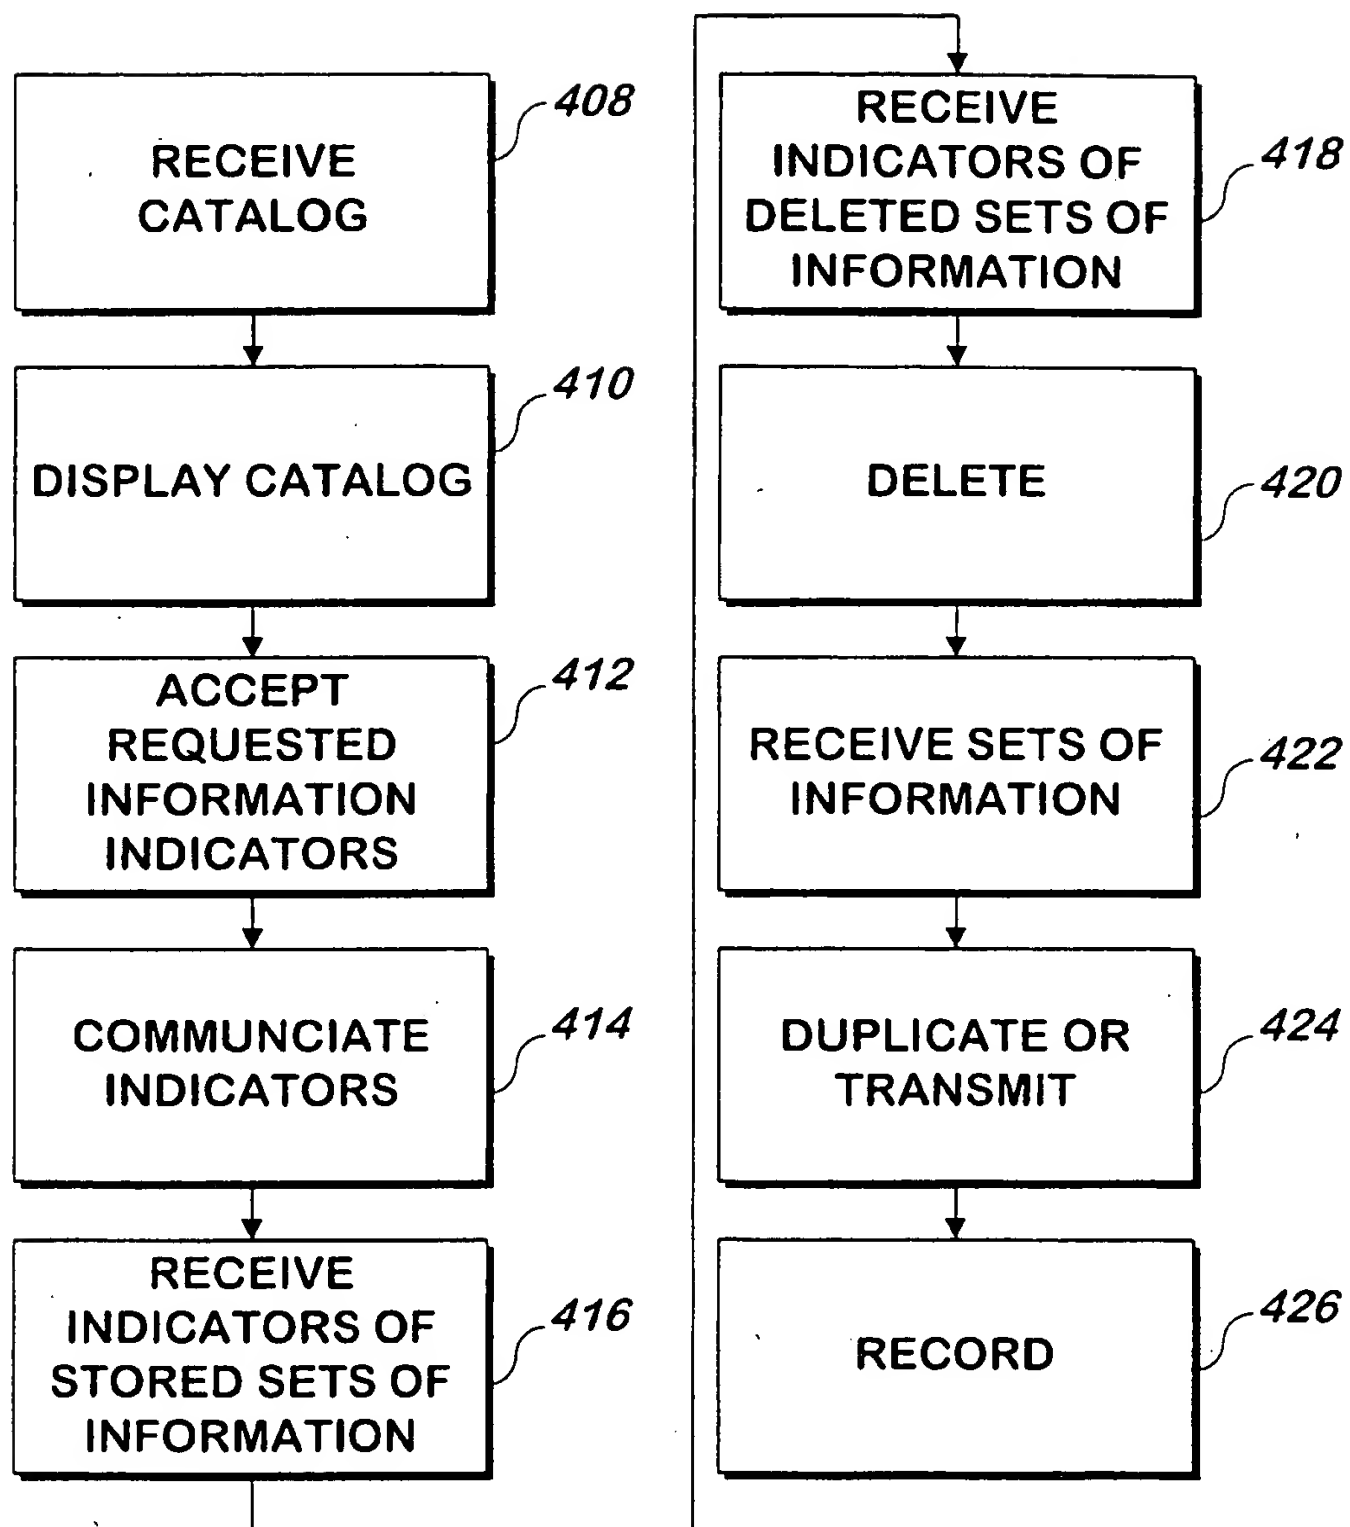 RECEIVE
CATALOG
408
DISPLAY CATALOG
410
ACCEPT
REQUESTED
INFORMATION
INDICATORS
412
COMMUNCIATE
INDICATORS
414
RECEIVE
INDICATORS OF
STORED SETS OF
INFORMATION
416
RECEIVE
INDICATORS OF
DELETED SETS OF
INFORMATION
418
DELETE
420
RECEIVE SETS OF
INFORMATION
422
DUPLICATE OR
TRANSMIT
424
RECORD
426